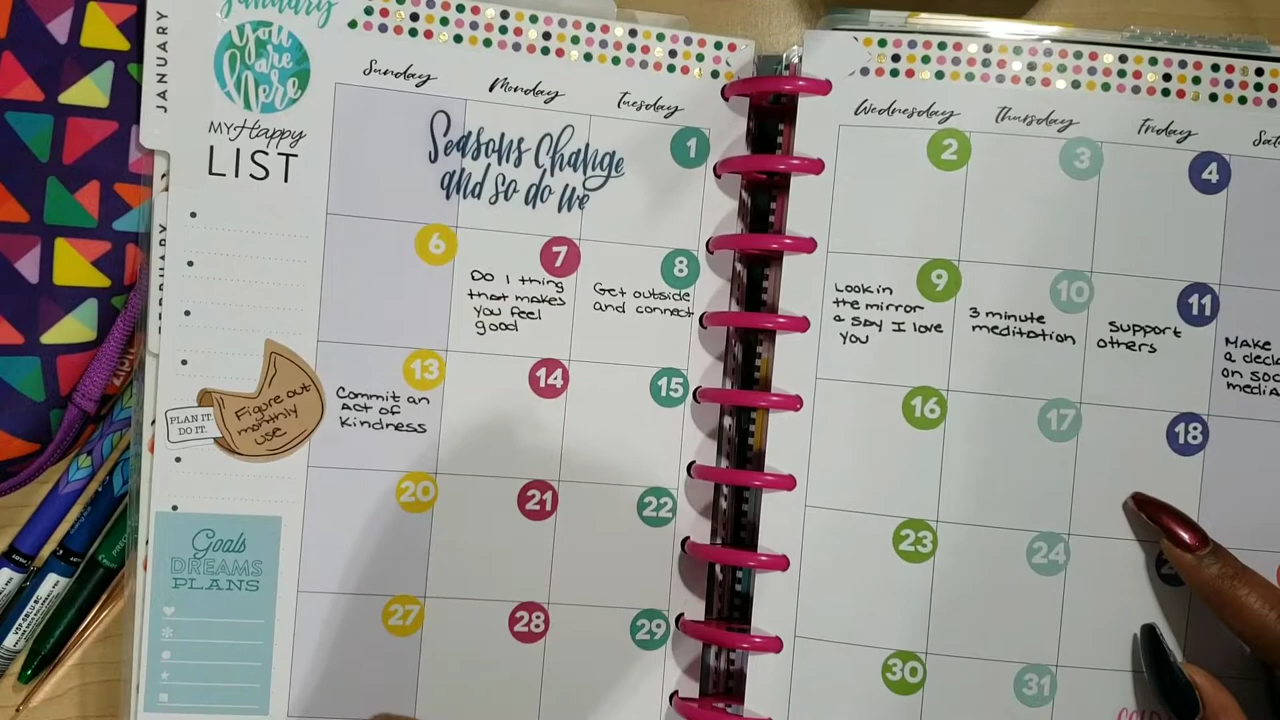 January
You
are
Here
MY Happy
LIST
JANUARY
Sunday
Monday
Tuesday
Wednesday
Thursday
Friday
Seasons Change
and so do we
1
2
3
4
6
7
Do 1 thing
that makes
you feel
good
8
Get outside
and connect
9
Look in
the mirror
& say I love
you
10
3 minute
meditation
11
support
others
Make
on soc
PLAN IT.
DO IT.
Figure out
monthly
use
13
Commit an
Act of
Kindness
14
15
16
17
18
20
21
22
23
24
27
28
29
30
31
Goals
DREAMS
PLANS